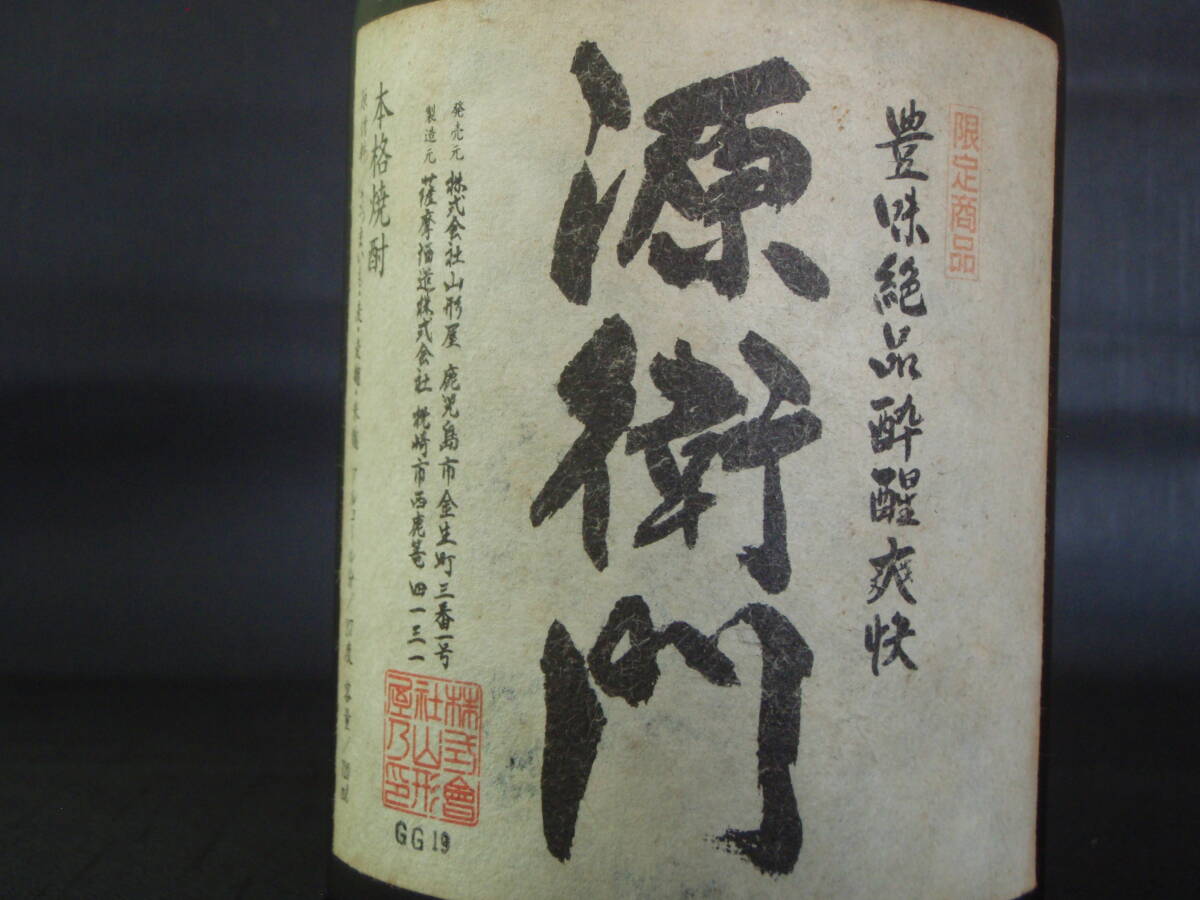 限定商品
豊味絶品酔醒爽快
源衛門
発売元 株式会社山形屋 鹿児島市金生町三番一号
製造元 薩摩酒造株式会社 枕崎市西鹿篭四一三一
本格焼酎
株式會社山形屋乃印
GG19